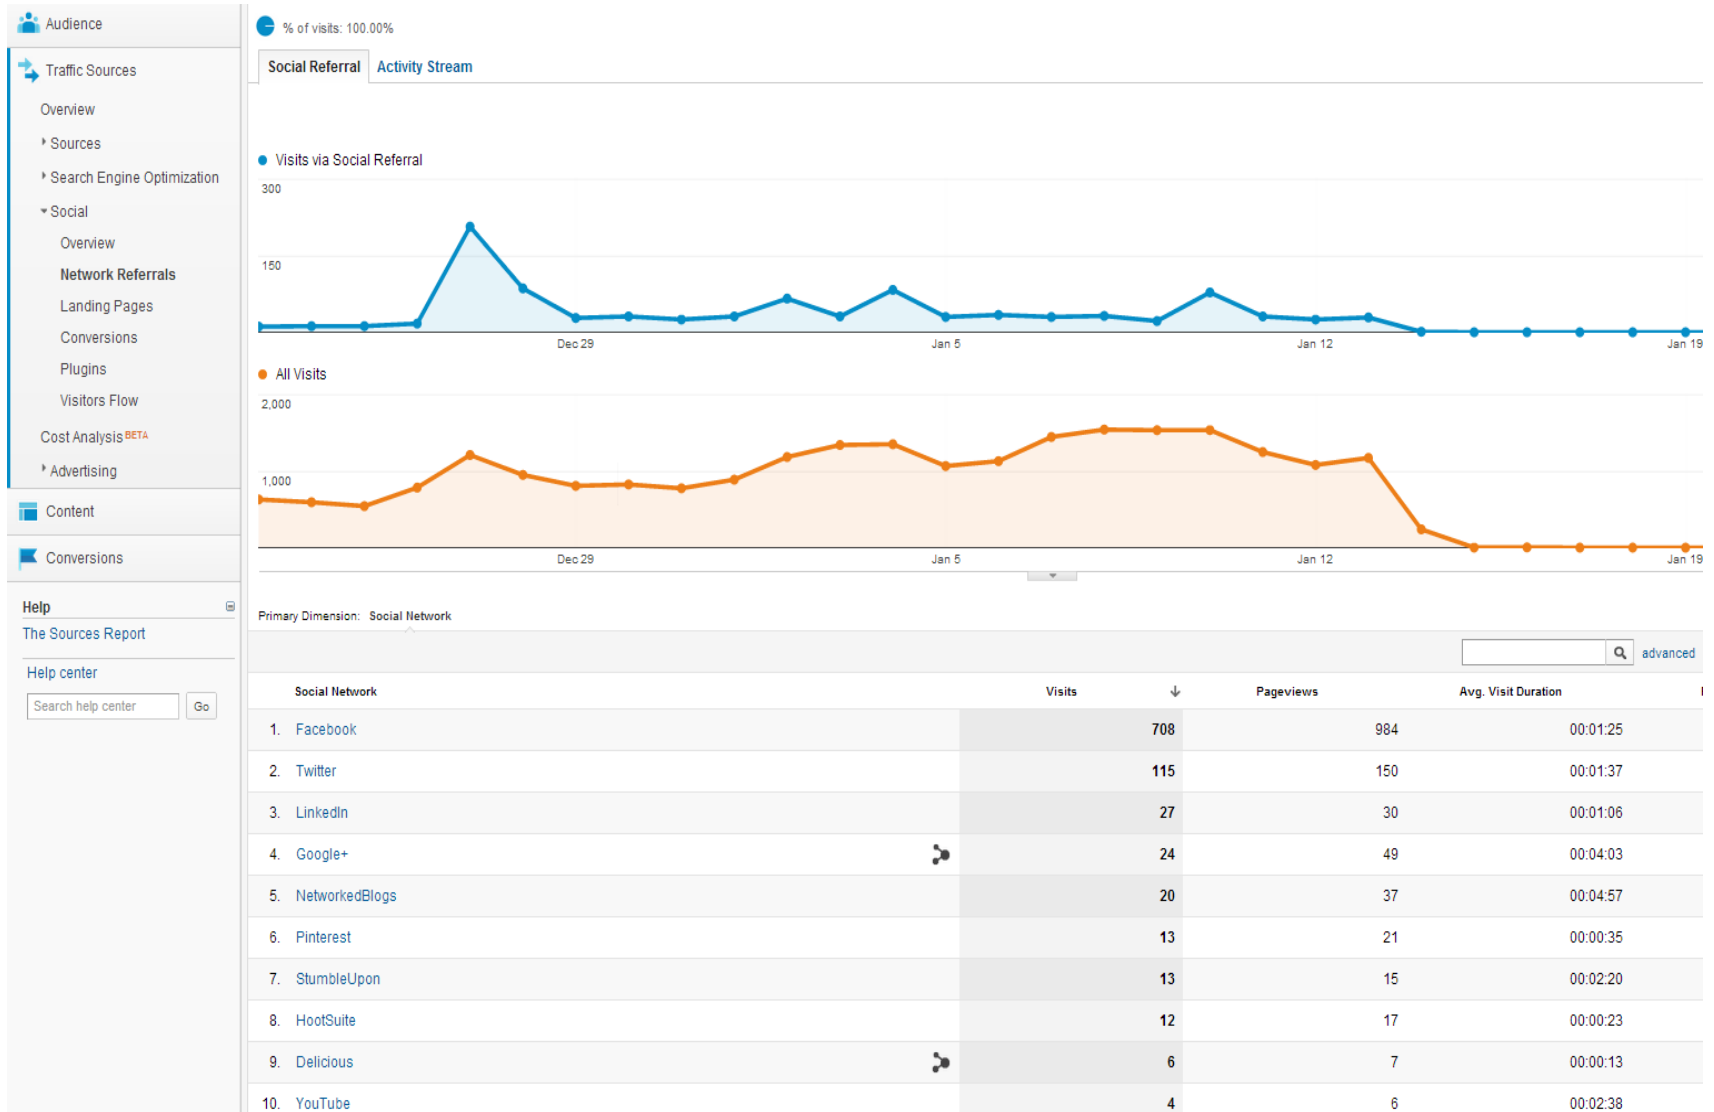 Audience
Traffic Sources
Overview
Sources
Search Engine Optimization
Social
Overview
Network Referrals
Landing Pages
Conversions
Plugins
Visitors Flow
Cost Analysis BETA
Advertising
Content
Conversions
Help
The Sources Report
Help center
Search help center Go
% of visits: 100.00%
Social Referral Activity Stream
Visits via Social Referral
300
150
Dec 29 Jan 5 Jan 12 Jan 19
All Visits
2,000
1,000
Dec 29 Jan 5 Jan 12 Jan 19
Primary Dimension: Social Network
advanced
Social Network Visits Pageviews Avg. Visit Duration
1. Facebook 708 984 00:01:25
2. Twitter 115 150 00:01:37
3. LinkedIn 27 30 00:01:06
4. Google+ 24 49 00:04:03
5. NetworkedBlogs 20 37 00:04:57
6. Pinterest 13 21 00:00:35
7. StumbleUpon 13 15 00:02:20
8. HootSuite 12 17 00:00:23
9. Delicious 6 7 00:00:13
10. YouTube 4 6 00:02:38